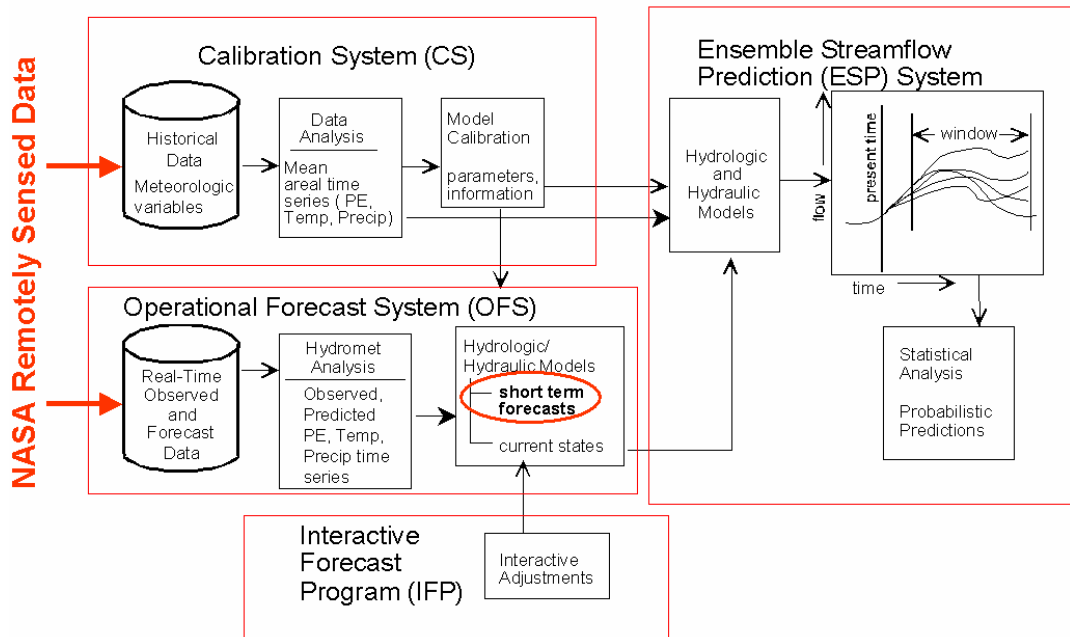 NASA Remotely Sensed Data
Calibration System (CS)
Historical
Data
Meteorologic
variables
Data
Analysis
Mean
areal time
series ( PE,
Temp, Precip)
Model
Calibration
parameters,
information
Operational Forecast System (OFS)
Real-Time
Observed
and
Forecast
Data
Hydromet
Analysis
Observed,
Predicted
PE, Temp,
Precip time
series
Hydrologic/
Hydraulic Models
short term
forecasts
current states
Interactive
Forecast
Program (IFP)
Interactive
Adjustments
Ensemble Streamflow
Prediction (ESP) System
Hydrologic
and
Hydraulic
Models
flow
present time
window
time
Statistical
Analysis
Probabilistic
Predictions